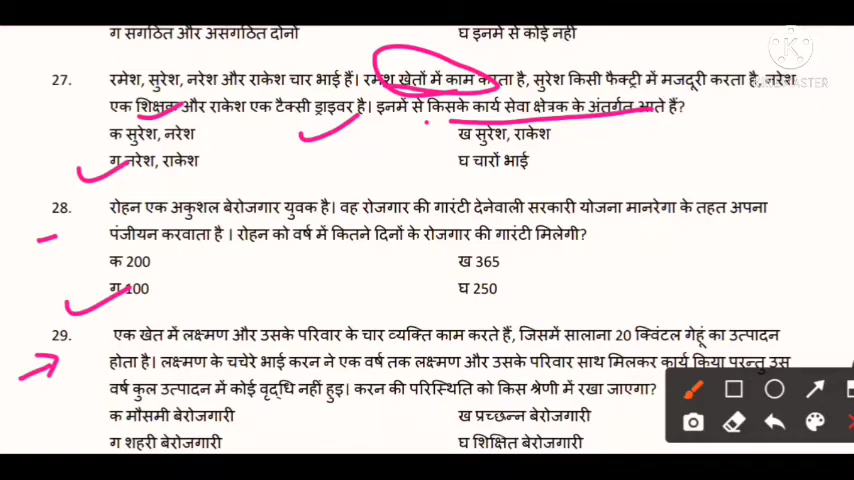 ग संगठित और असंगठित दोनो घ इनमें से कोई नही
27. रमेश, सुरेश, नरेश और राकेश चार भाई हैं। रमेश खेतों में काम करता है, सुरेश किसी फैक्ट्री में मजदूरी करता है, नरेश
एक शिक्षक और राकेश एक टैक्सी ड्राइवर है। इनमें से किसके कार्य सेवा क्षेत्रक के अंतर्गत आते हैं?
क सुरेश, नरेश ख सुरेश, राकेश
ग नरेश, राकेश घ चारों भाई
28. रोहन एक अकुशल बेरोजगार युवक है। वह रोजगार की गारंटी देनेवाली सरकारी योजना मानरेगा के तहत अपना
पंजीयन करवाता है । रोहन को वर्ष में कितने दिनों के रोजगार की गारंटी मिलेगी?
क 200 ख 365
ग 100 घ 250
29. एक खेत में लक्ष्मण और उसके परिवार के चार व्यक्ति काम करते हैं, जिसमें सालाना 20 क्विंटल गेहूं का उत्पादन
होता है। लक्ष्मण के चचेरे भाई करन ने एक वर्ष तक लक्ष्मण और उसके परिवार साथ मिलकर कार्य किया परन्तु उस
वर्ष कुल उत्पादन में कोई वृद्धि नहीं हुइ। करन की परिस्थिति को किस श्रेणी में रखा जाएगा?
क मौसमी बेरोजगारी ख प्रच्छन्न बेरोजगारी
ग शहरी बेरोजगारी घ शिक्षित बेरोजगारी